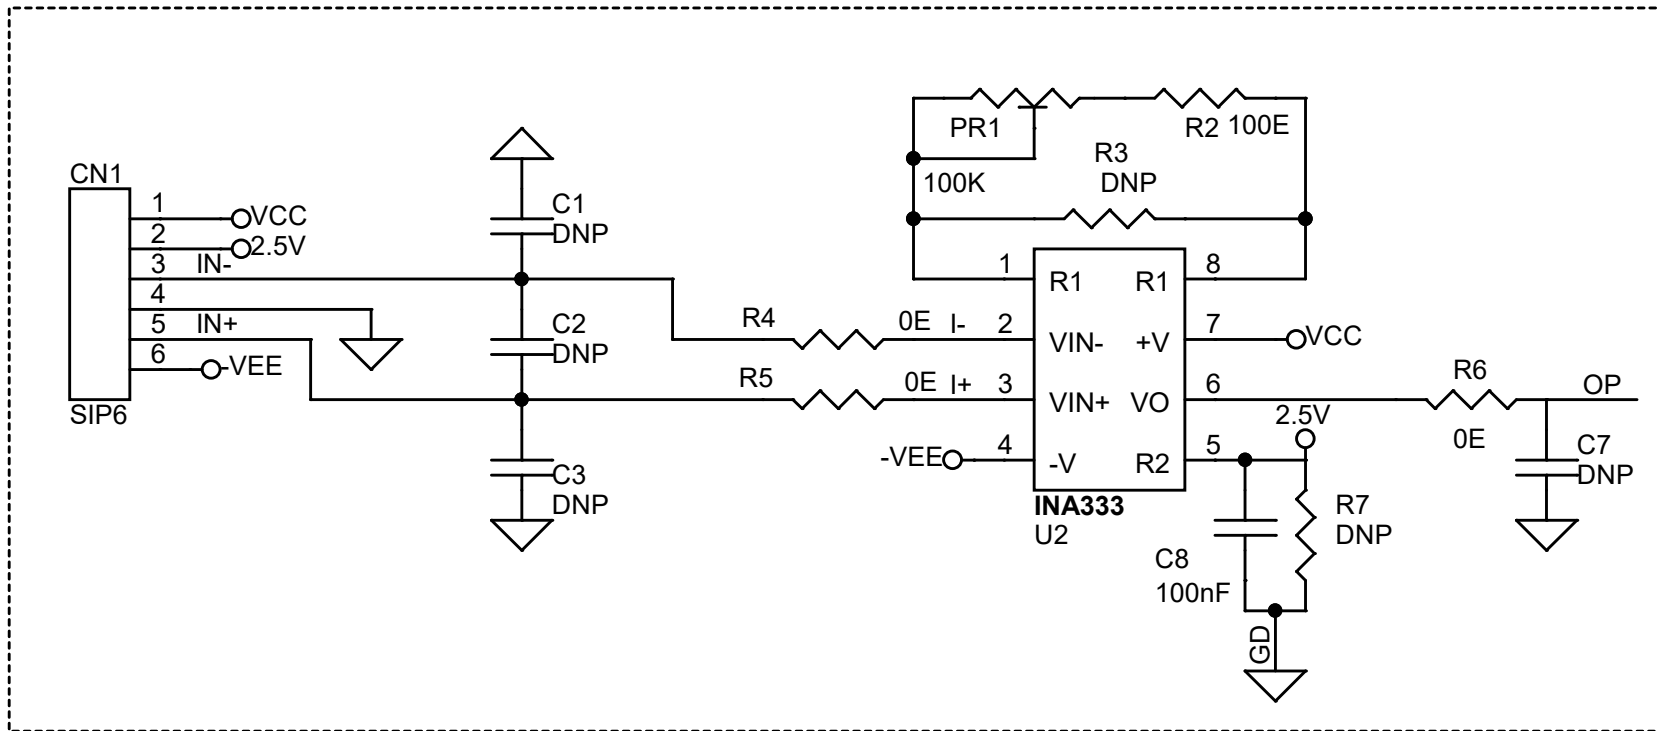 PR1
R2 100E
100K
R3
DNP
CN1
1
VCC
2
2.5V
3
IN-
4
5
IN+
6
-VEE
SIP6
C1
DNP
C2
DNP
C3
DNP
R4
0E
I-
R5
0E
I+
1
R1
R1
8
2
VIN-
+V
7
VCC
3
VIN+
VO
6
-VEE
4
-V
R2
5
2.5V
INA333
U2
R6
0E
OP
C7
DNP
R7
DNP
C8
100nF
GD